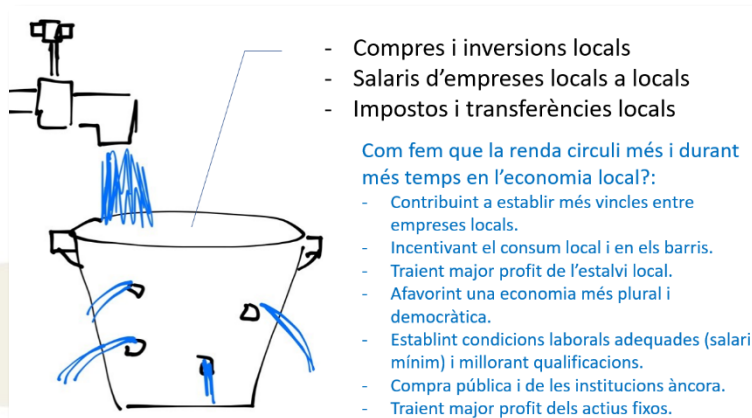 - Compres i inversions locals
- Salaris d’empreses locals a locals
- Impostos i transferències locals
Com fem que la renda circuli més i durant
més temps en l’economia local?:
- Contribuint a establir més vincles entre
empreses locals.
- Incentivant el consum local i en els barris.
- Traient major profit de l’estalvi local.
- Afavorint una economia més plural i
democràtica.
- Establint condicions laborals adequades (salari
mínim) i millorant qualificacions.
- Compra pública i de les institucions àncora.
- Traient major profit dels actius fixos.